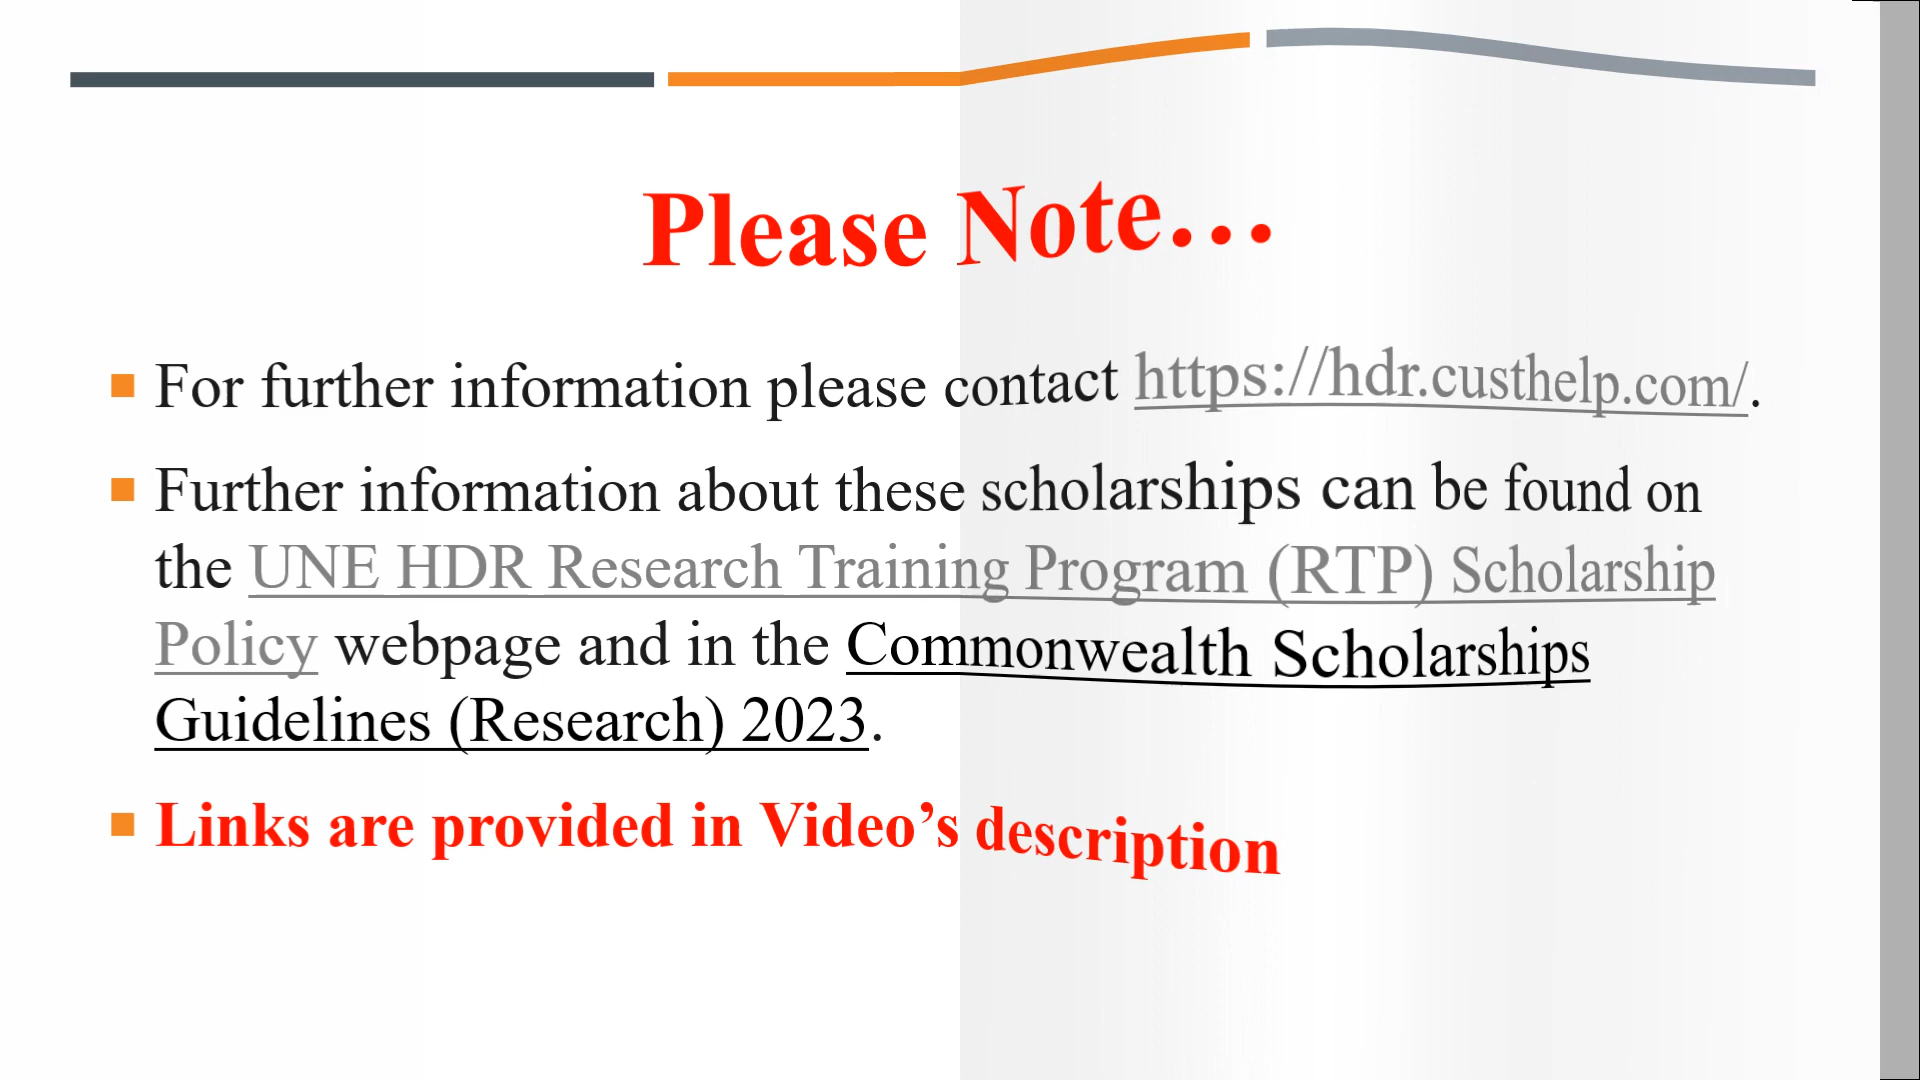 Please Note…
For further information please contact https://hdr.custhelp.com/.
Further information about these scholarships can be found on
the UNE HDR Research Training Program (RTP) Scholarship
Policy webpage and in the Commonwealth Scholarships
Guidelines (Research) 2023.
Links are provided in Video’s description